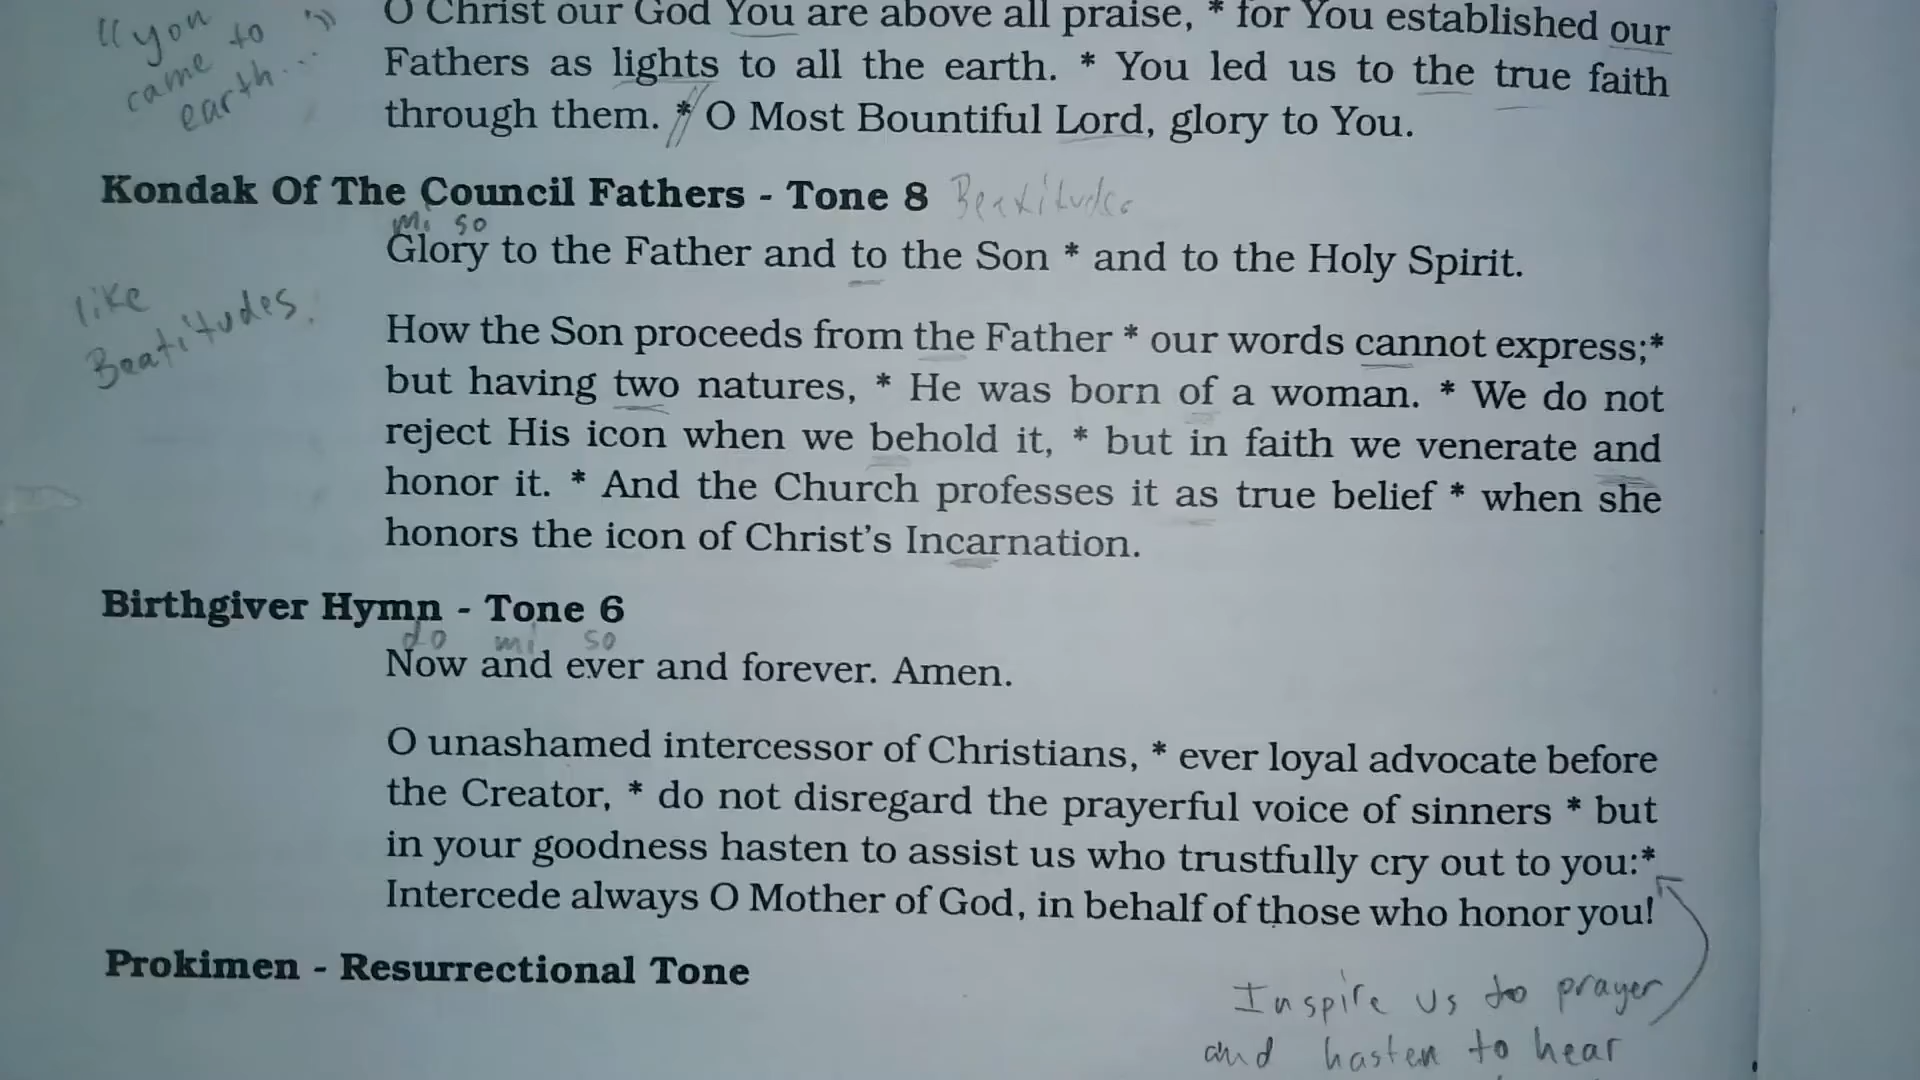 "you
came to
earth..."
O Christ our God You are above all praise, * for You established our
Fathers as lights to all the earth. * You led us to the true faith
through them. * O Most Bountiful Lord, glory to You.
Kondak Of The Council Fathers - Tone 8 Beatitudes
mi so
Glory to the Father and to the Son * and to the Holy Spirit.
like
Beatitudes.
How the Son proceeds from the Father * our words cannot express;*
but having two natures, * He was born of a woman. * We do not
reject His icon when we behold it, * but in faith we venerate and
honor it. * And the Church professes it as true belief * when she
honors the icon of Christ's Incarnation.
Birthgiver Hymn - Tone 6
do mi so
Now and ever and forever. Amen.
O unashamed intercessor of Christians, * ever loyal advocate before
the Creator, * do not disregard the prayerful voice of sinners * but
in your goodness hasten to assist us who trustfully cry out to you:*
Intercede always O Mother of God, in behalf of those who honor you!
Prokimen - Resurrectional Tone
Inspire us to prayer
and hasten to hear